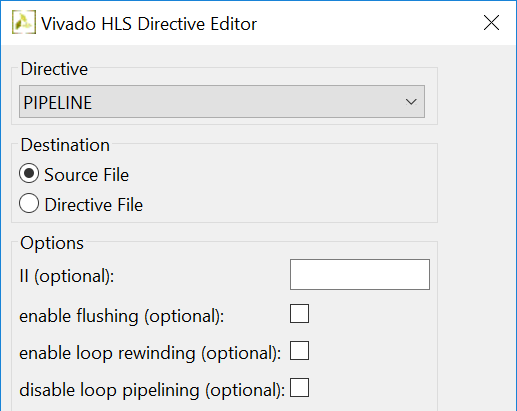 Vivado HLS Directive Editor
Directive
PIPELINE
Destination
Source File
Directive File
Options
II (optional):
enable flushing (optional):
enable loop rewinding (optional):
disable loop pipelining (optional):